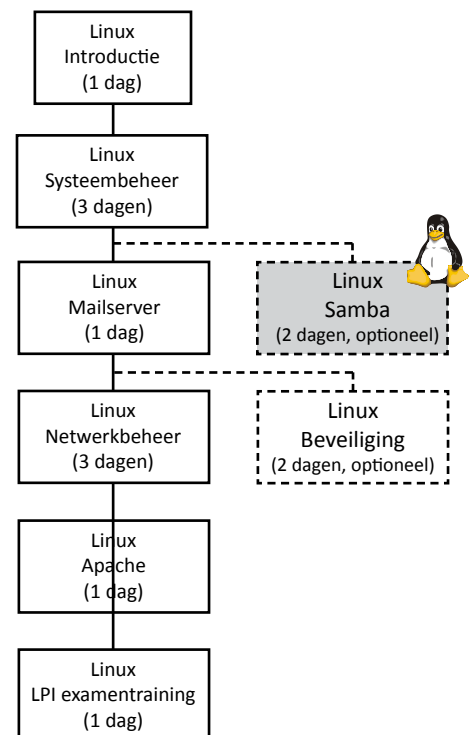 Linux
Introductie
(1 dag)
Linux
Systeembeheer
(3 dagen)
Linux
Mailserver
(1 dag)
Linux
Samba
(2 dagen, optioneel)
Linux
Netwerkbeheer
(3 dagen)
Linux
Beveiliging
(2 dagen, optioneel)
Linux
Apache
(1 dag)
Linux
LPI examentraining
(1 dag)